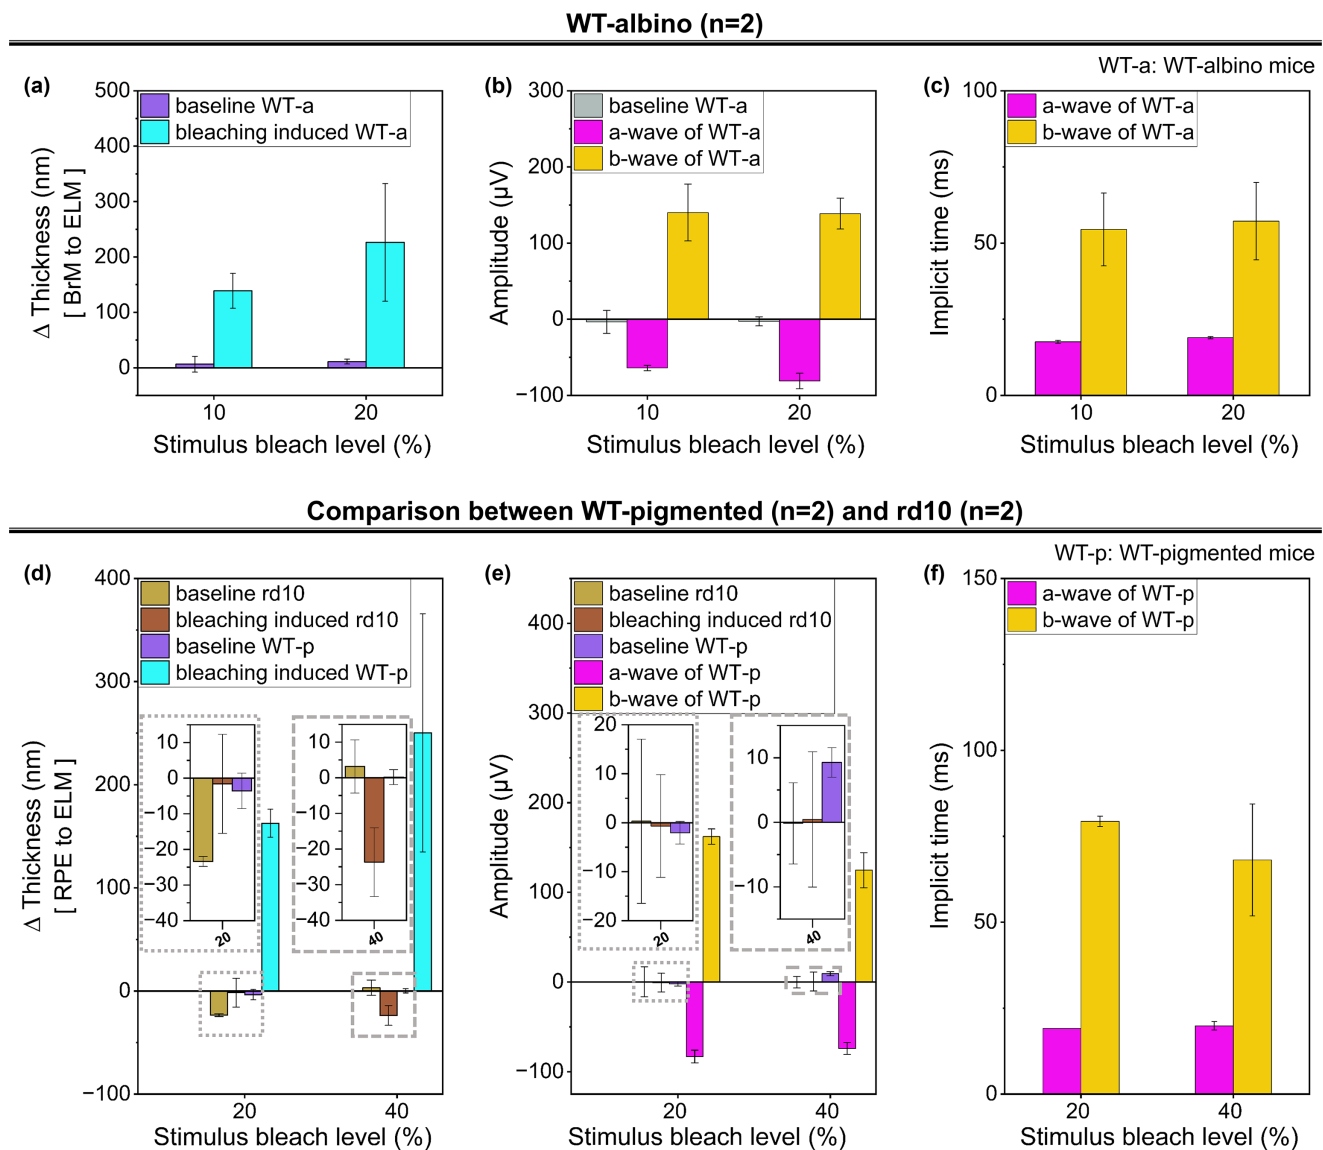 WT-albino (n=2)
WT-a: WT-albino mice
(a)
500
400
300
200
100
0
baseline WT-a
bleaching induced WT-a
Δ Thickness (nm)
[ BrM to ELM ]
10
20
Stimulus bleach level (%)
(b)
300
200
100
0
−100
baseline WT-a
a-wave of WT-a
b-wave of WT-a
Amplitude (µV)
10
20
Stimulus bleach level (%)
(c)
100
50
0
a-wave of WT-a
b-wave of WT-a
Implicit time (ms)
10
20
Stimulus bleach level (%)
Comparison between WT-pigmented (n=2) and rd10 (n=2)
WT-p: WT-pigmented mice
(d)
400
300
200
100
0
−100
baseline rd10
bleaching induced rd10
baseline WT-p
bleaching induced WT-p
Δ Thickness (nm)
[ RPE to ELM ]
10
0
−10
−20
−30
−40
20
10
0
−10
−20
−30
−40
40
20
40
Stimulus bleach level (%)
(e)
400
300
200
100
0
−100
baseline rd10
bleaching induced rd10
baseline WT-p
a-wave of WT-p
b-wave of WT-p
Amplitude (µV)
20
10
0
−10
−20
20
10
0
−10
40
20
40
Stimulus bleach level (%)
(f)
150
100
50
0
a-wave of WT-p
b-wave of WT-p
Implicit time (ms)
20
40
Stimulus bleach level (%)